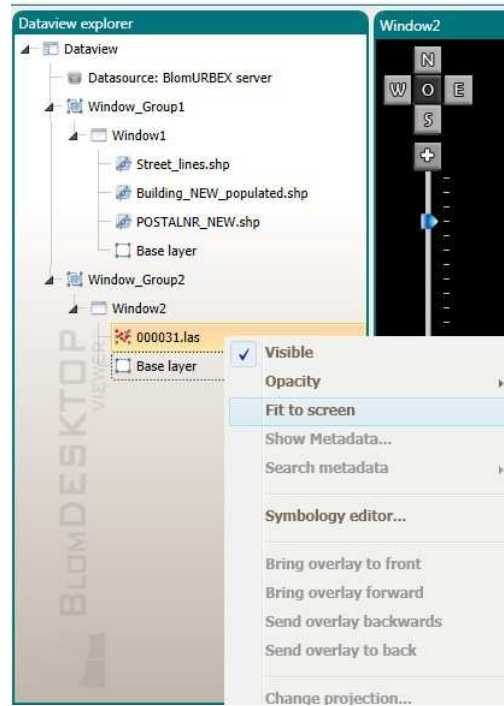 Dataview explorer
Dataview
Datasource: BlomURBEX server
Window_Group1
Window1
Street_lines.shp
Building_NEW_populated.shp
POSTALNR_NEW.shp
Base layer
Window_Group2
Window2
000031.las
Base layer
BLOMDESKTOP
VIEWER
Visible
Opacity
Fit to screen
Show Metadata...
Search metadata
Symbology editor...
Bring overlay to front
Bring overlay forward
Send overlay backwards
Send overlay to back
Change projection...
Window2
N
W O E
S